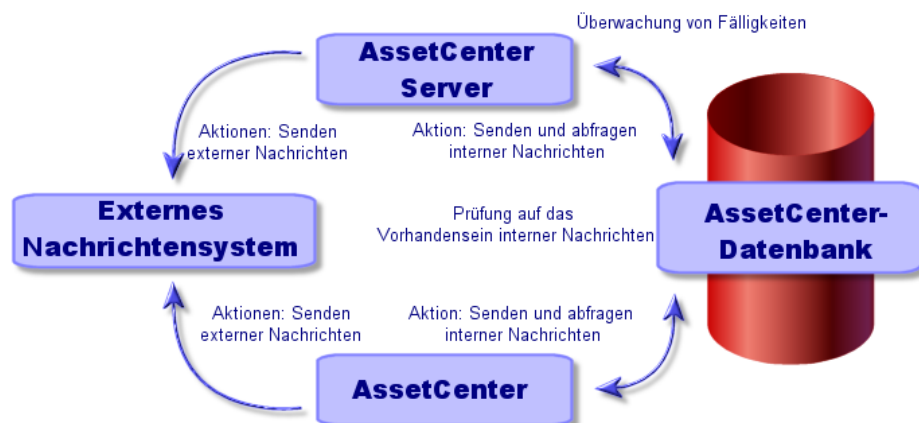 Überwachung von Fälligkeiten
AssetCenter
Server
Aktionen: Senden
externer Nachrichten
Aktion: Senden und abfragen
interner Nachrichten
Externes
Nachrichtensystem
Prüfung auf das
Vorhandensein interner Nachrichten
AssetCenter-
Datenbank
Aktionen: Senden
externer Nachrichten
Aktion: Senden und abfragen
interner Nachrichten
AssetCenter